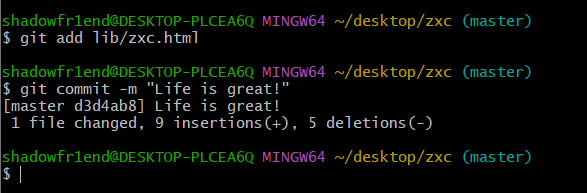 shadowfr1end@DESKTOP-PLCEA6Q MINGW64 ~/desktop/zxc (master)
$ git add lib/zxc.html
shadowfr1end@DESKTOP-PLCEA6Q MINGW64 ~/desktop/zxc (master)
$ git commit -m "Life is great!"
[master d3d4ab8] Life is great!
 1 file changed, 9 insertions(+), 5 deletions(-)
shadowfr1end@DESKTOP-PLCEA6Q MINGW64 ~/desktop/zxc (master)
$